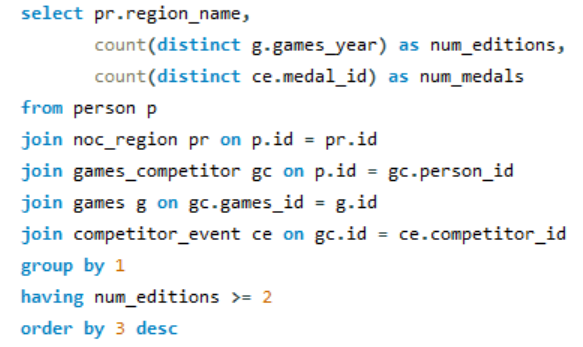 select pr.region_name,
count(distinct g.games_year) as num_editions,
count(distinct ce.medal_id) as num_medals
from person p
join noc_region pr on p.id = pr.id
join games_competitor gc on p.id = gc.person_id
join games g on gc.games_id = g.id
join competitor_event ce on gc.id = ce.competitor_id
group by 1
having num_editions >= 2
order by 3 desc